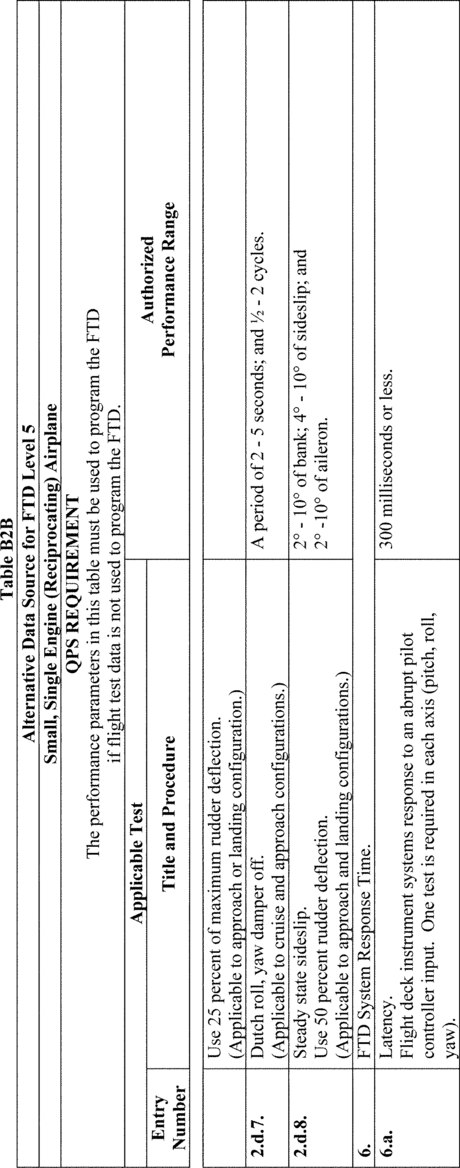 Table B2B
Alternative Data Source for FTD Level 5
Small, Single Engine (Reciprocating) Airplane
QPS REQUIREMENT
The performance parameters in this table must be used to program the FTD
if flight test data is not used to program the FTD.
Applicable Test
Authorized
Performance Range
Entry
Number
Title and Procedure
Use 25 percent of maximum rudder deflection.
(Applicable to approach or landing configuration.)
2.d.7.
Dutch roll, yaw damper off.
(Applicable to cruise and approach configurations.)
A period of 2 - 5 seconds; and ½ - 2 cycles.
2.d.8.
Steady state sideslip.
Use 50 percent rudder deflection.
(Applicable to approach and landing configurations.)
2° - 10° of bank; 4° - 10° of sideslip; and
2° -10° of aileron.
6.
FTD System Response Time.
6.a.
Latency.
Flight deck instrument systems response to an abrupt pilot
controller input. One test is required in each axis (pitch, roll,
yaw).
300 milliseconds or less.